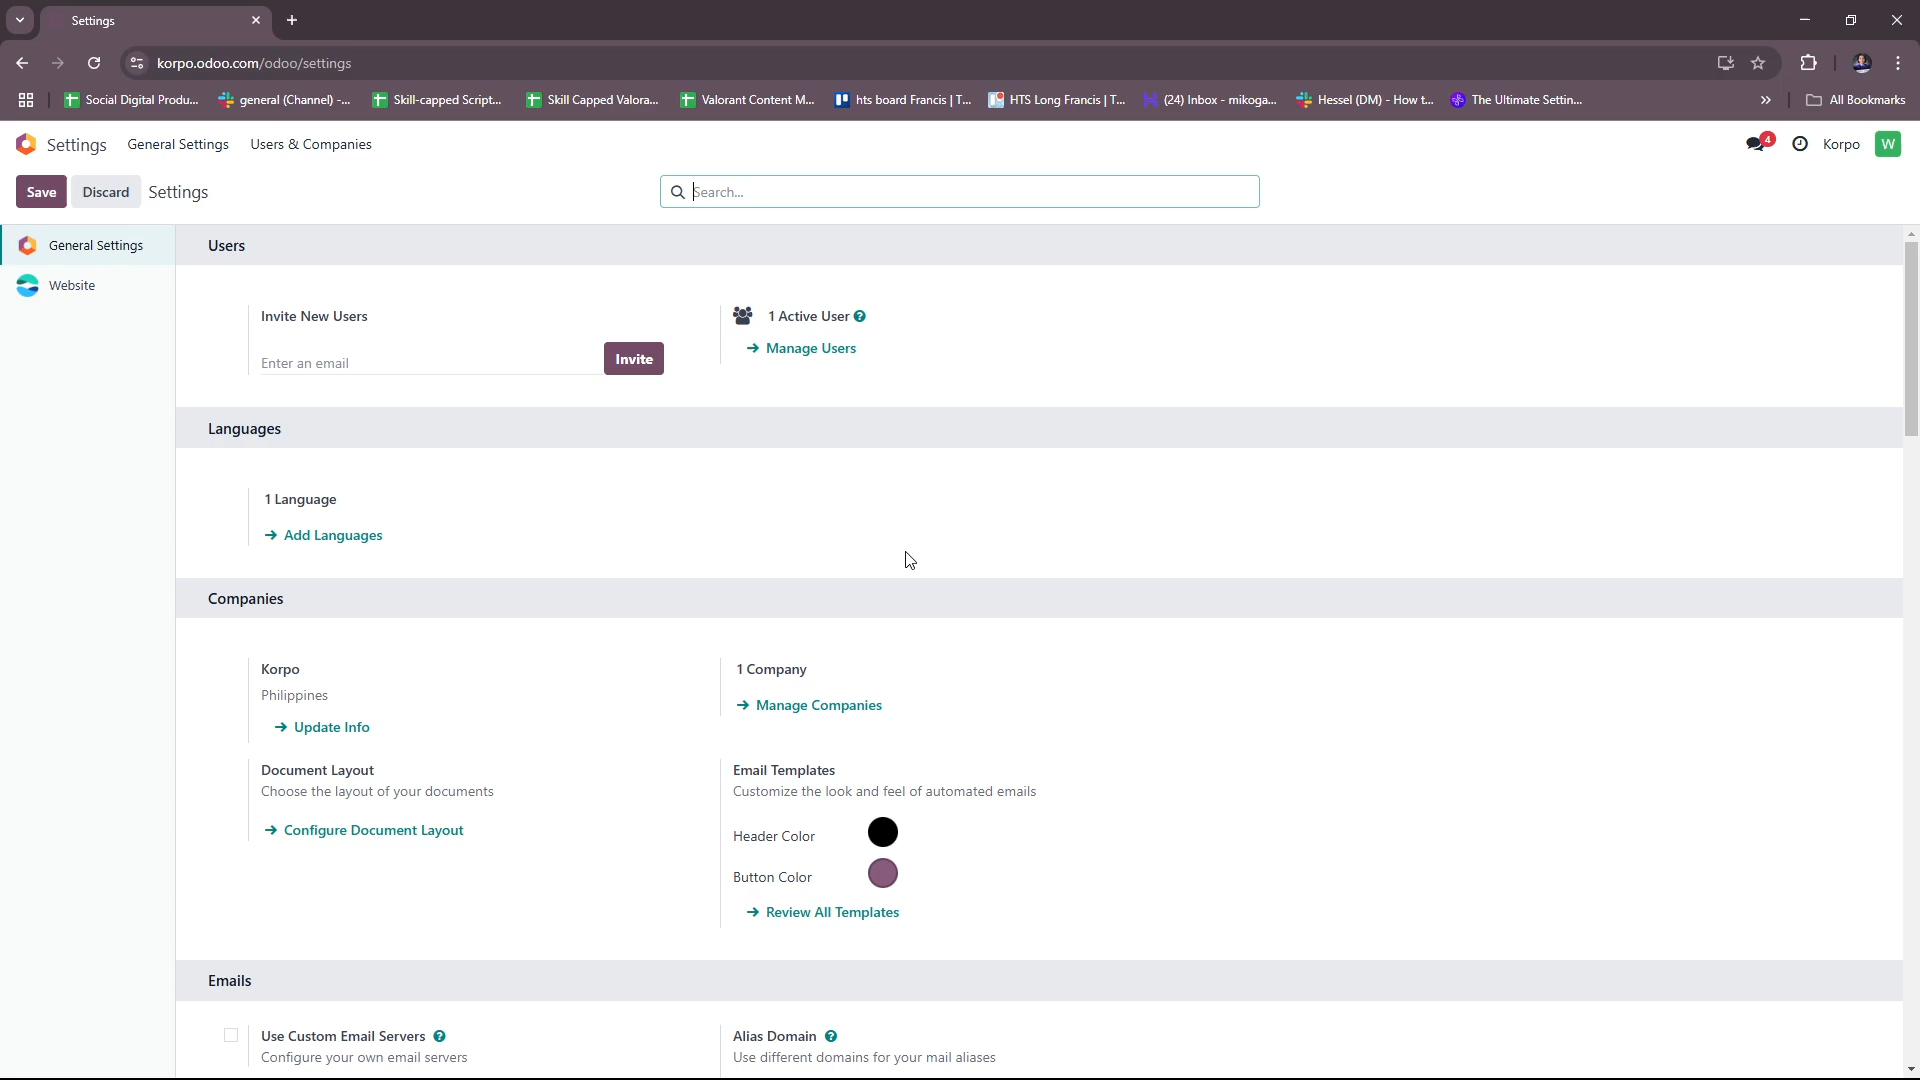 Settings
korpo.odoo.com/odoo/settings
Social Digital Produ... general (Channel) -... Skill-capped Script... Skill Capped Valora... Valorant Content M... hts board Francis | T... HTS Long Francis | T... (24) Inbox - mikoga... Hessel (DM) - How t... The Ultimate Settin... » All Bookmarks
Settings General Settings Users & Companies 4 Korpo W
Save Discard Settings Search...
General Settings
Website
Users
Invite New Users
Enter an email Invite
1 Active User ?
→ Manage Users
Languages
1 Language
→ Add Languages
Companies
Korpo
Philippines
→ Update Info
1 Company
→ Manage Companies
Document Layout
Choose the layout of your documents
→ Configure Document Layout
Email Templates
Customize the look and feel of automated emails
Header Color
Button Color
→ Review All Templates
Emails
Use Custom Email Servers ?
Configure your own email servers
Alias Domain ?
Use different domains for your mail aliases